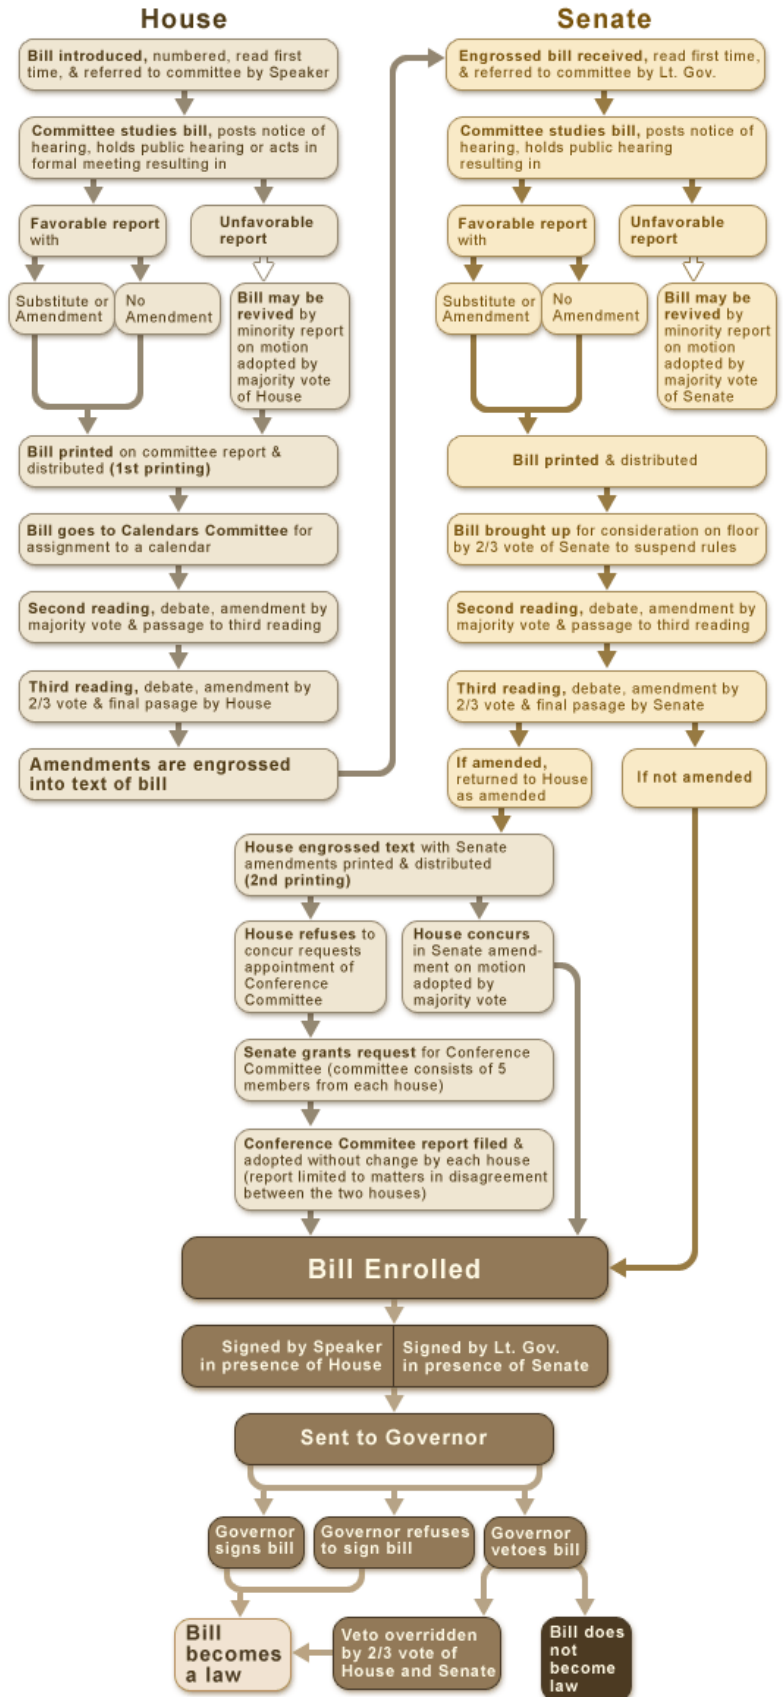 House
Bill introduced, numbered, read first
time, & referred to committee by Speaker
Committee studies bill, posts notice of
hearing, holds public hearing or acts in
formal meeting resulting in
Favorable report
with
Unfavorable
report
Substitute or
Amendment
No
Amendment
Bill may be
revived by
minority report
on motion
adopted by
majority vote
of House
Bill printed on committee report &
distributed (1st printing)
Bill goes to Calendars Committee for
assignment to a calendar
Second reading, debate, amendment by
majority vote & passage to third reading
Third reading, debate, amendment by
2/3 vote & final pasage by House
Amendments are engrossed
into text of bill
Senate
Engrossed bill received, read first time,
& referred to committee by Lt. Gov.
Committee studies bill, posts notice of
hearing, holds public hearing
resulting in
Favorable report
with
Unfavorable
report
Substitute or
Amendment
No
Amendment
Bill may be
revived by
minority report
on motion
adopted by
majority vote
of Senate
Bill printed & distributed
Bill brought up for consideration on floor
by 2/3 vote of Senate to suspend rules
Second reading, debate, amendment by
majority vote & passage to third reading
Third reading, debate, amendment by
2/3 vote & final pasage by Senate
If amended,
returned to House
as amended
If not amended
House engrossed text with Senate
amendments printed & distributed
(2nd printing)
House refuses to
concur requests
appointment of
Conference
Committee
House concurs
in Senate amend-
ment on motion
adopted by
majority vote
Senate grants request for Conference
Committee (committee consists of 5
members from each house)
Conference Commitee report filed &
adopted without change by each house
(report limited to matters in disagreement
between the two houses)
Bill Enrolled
Signed by Speaker
in presence of House
Signed by Lt. Gov.
in presence of Senate
Sent to Governor
Governor
signs bill
Governor refuses
to sign bill
Governor
vetoes bill
Bill
becomes
a law
Veto overridden
by 2/3 vote of
House and Senate
Bill does
not
become
law